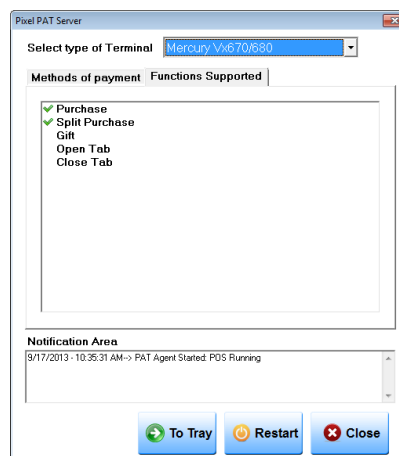 Pixel PAT Server
Select type of Terminal Mercury Vx670/680
Methods of payment Functions Supported
Purchase
Split Purchase
Gift
Open Tab
Close Tab
Notification Area
9/17/2013 - 10:35:31 AM--> PAT Agent Started: POS Running
To Tray Restart Close